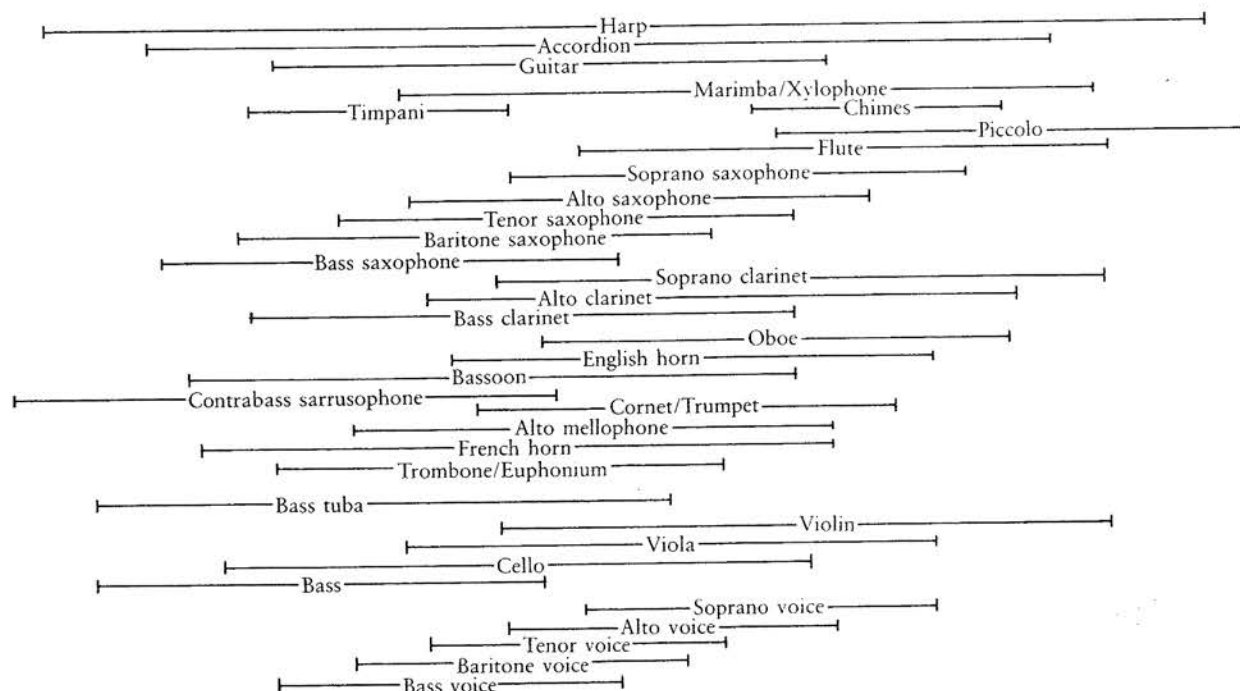 Harp
Accordion
Guitar
Marimba/Xylophone
Timpani
Chimes
Piccolo
Flute
Soprano saxophone
Alto saxophone
Tenor saxophone
Baritone saxophone
Bass saxophone
Soprano clarinet
Alto clarinet
Bass clarinet
Oboe
English horn
Bassoon
Contrabass sarrusophone
Cornet/Trumpet
Alto mellophone
French horn
Trombone/Euphonium
Bass tuba
Violin
Viola
Cello
Bass
Soprano voice
Alto voice
Tenor voice
Baritone voice
Bass voice